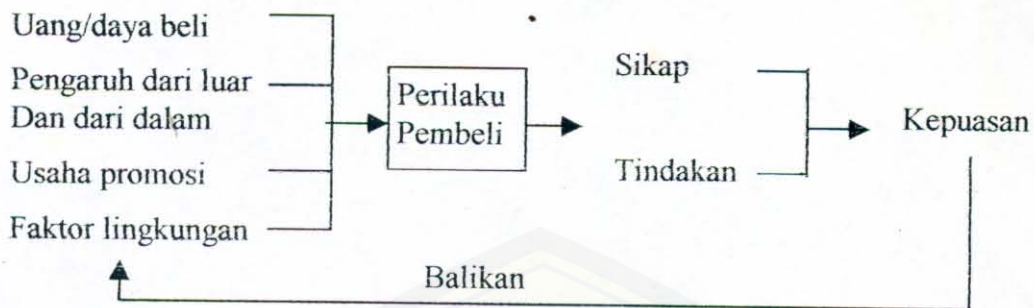 Uang/daya beli
Pengaruh dari luar
Dan dari dalam
Usaha promosi
Faktor lingkungan
Perilaku
Pembeli
Sikap
Tindakan
Kepuasan
Balikan